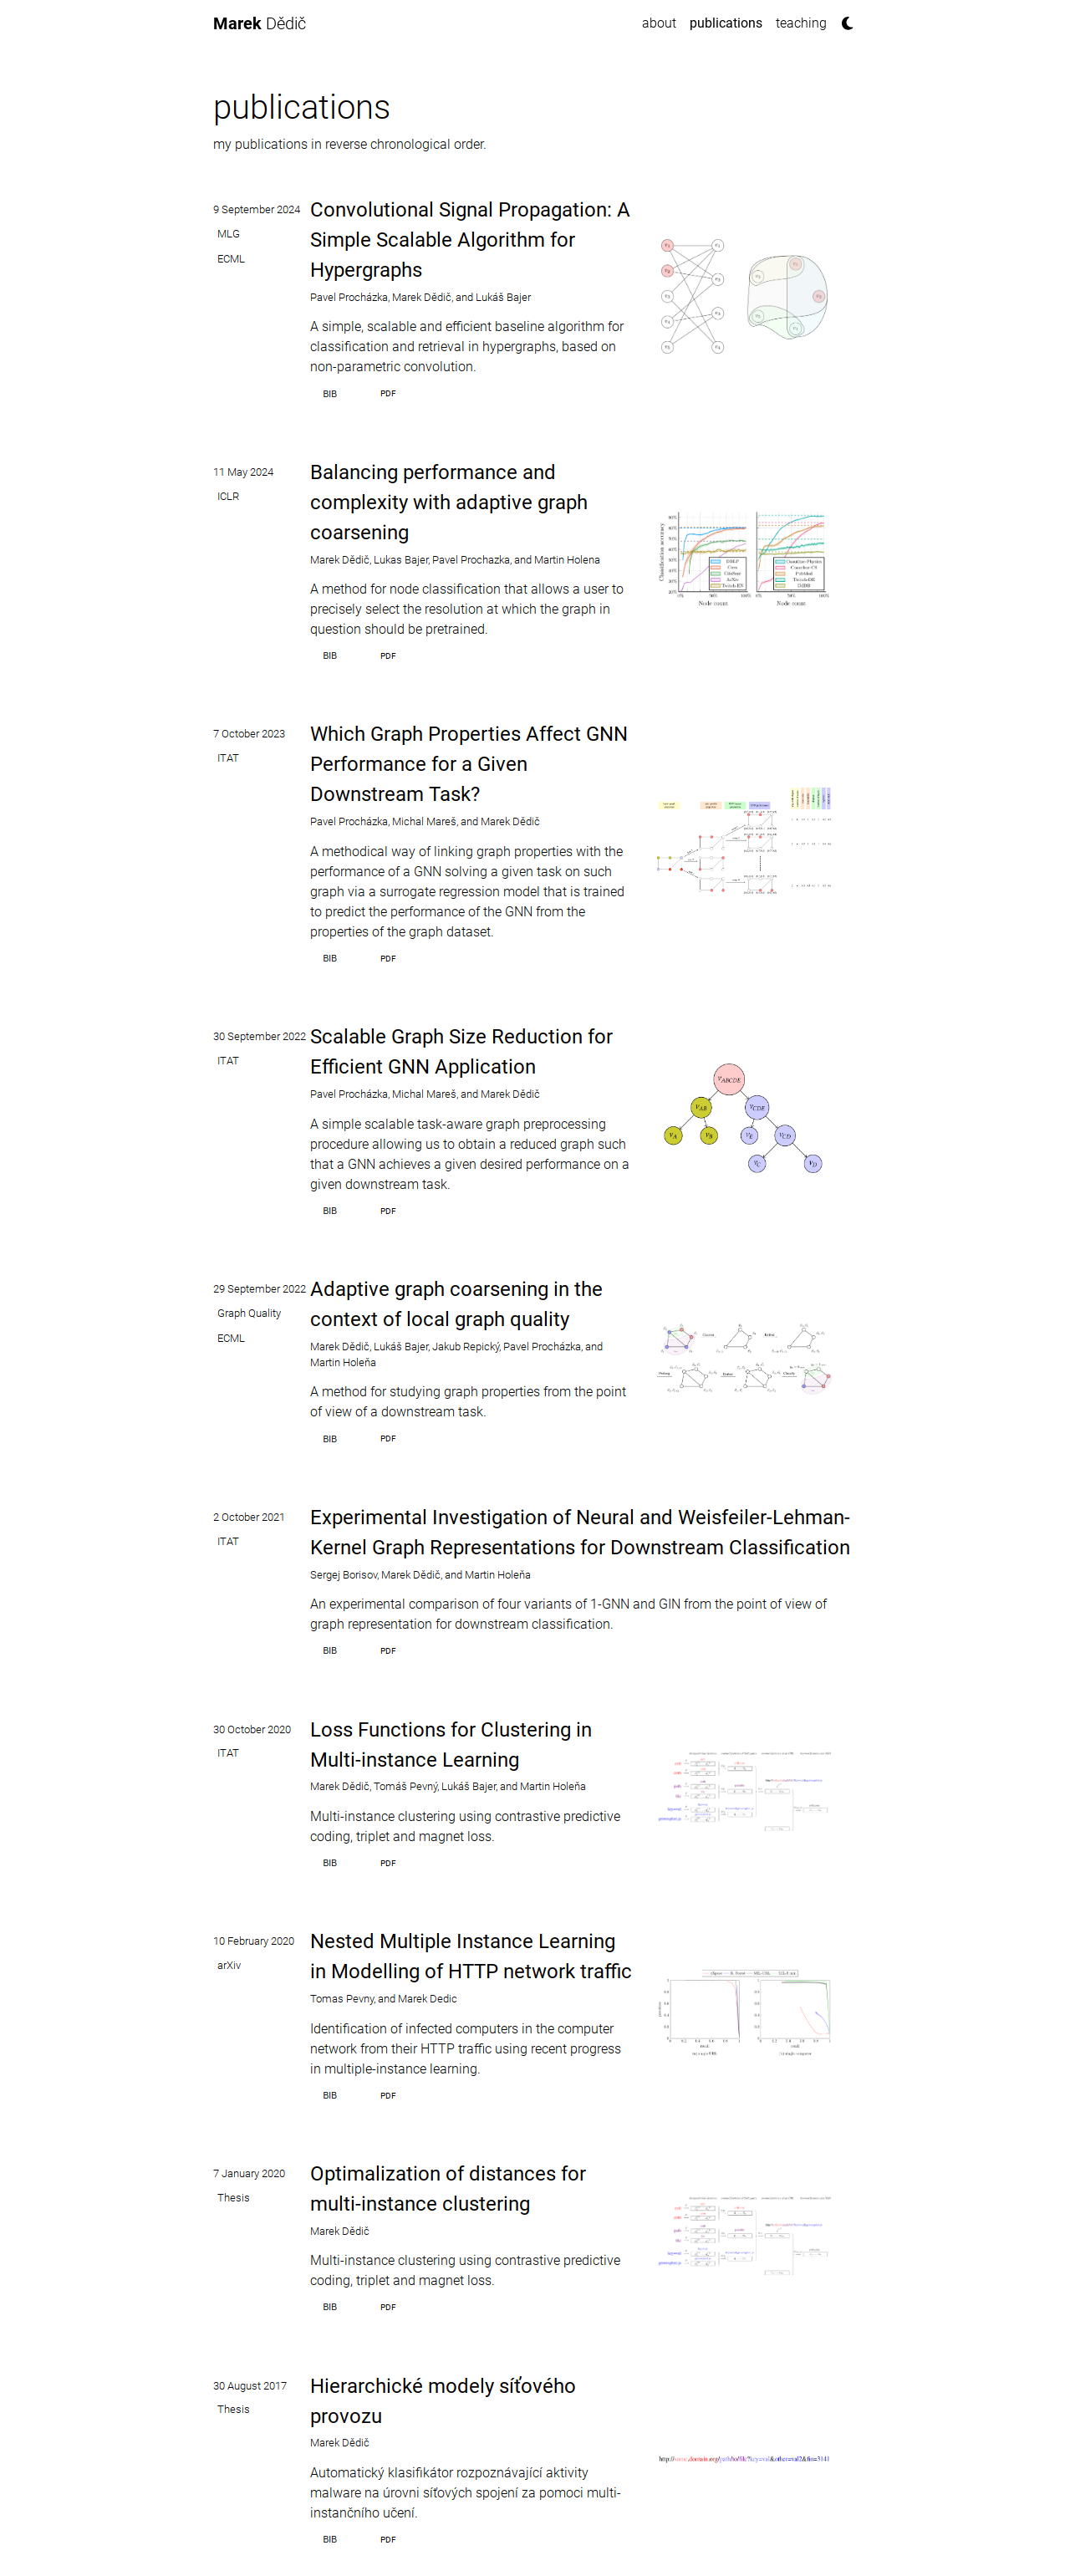 Marek Dědič
about publications teaching
publications
my publications in reverse chronological order.
9 September 2024
MLG
ECML
Convolutional Signal Propagation: A
Simple Scalable Algorithm for
Hypergraphs
Pavel Procházka, Marek Dědič, and Lukáš Bajer
A simple, scalable and efficient baseline algorithm for
classification and retrieval in hypergraphs, based on
non-parametric convolution.
BIB PDF
11 May 2024
ICLR
Balancing performance and
complexity with adaptive graph
coarsening
Marek Dědič, Lukas Bajer, Pavel Prochazka, and Martin Holena
A method for node classification that allows a user to
precisely select the resolution at which the graph in
question should be pretrained.
BIB PDF
Classification accuracy
Node count Node count
7 October 2023
ITAT
Which Graph Properties Affect GNN
Performance for a Given
Downstream Task?
Pavel Procházka, Michal Mareš, and Marek Dědič
A methodical way of linking graph properties with the
performance of a GNN solving a given task on such
graph via a surrogate regression model that is trained
to predict the performance of the GNN from the
properties of the graph dataset.
BIB PDF
30 September 2022
ITAT
Scalable Graph Size Reduction for
Efficient GNN Application
Pavel Procházka, Michal Mareš, and Marek Dědič
A simple scalable task-aware graph preprocessing
procedure allowing us to obtain a reduced graph such
that a GNN achieves a given desired performance on a
given downstream task.
BIB PDF
VABCDE
VAB VCDE
VA VB VE VCD
VC VD
29 September 2022
Graph Quality
ECML
Adaptive graph coarsening in the
context of local graph quality
Marek Dědič, Lukáš Bajer, Jakub Repický, Pavel Procházka, and
Martin Holeňa
A method for studying graph properties from the point
of view of a downstream task.
BIB PDF
2 October 2021
ITAT
Experimental Investigation of Neural and Weisfeiler-Lehman-
Kernel Graph Representations for Downstream Classification
Sergej Borisov, Marek Dědič, and Martin Holeňa
An experimental comparison of four variants of 1-GNN and GIN from the point of view of
graph representation for downstream classification.
BIB PDF
30 October 2020
ITAT
Loss Functions for Clustering in
Multi-instance Learning
Marek Dědič, Tomáš Pevný, Lukáš Bajer, and Martin Holeňa
Multi-instance clustering using contrastive predictive
coding, triplet and magnet loss.
BIB PDF
10 February 2020
arXiv
Nested Multiple Instance Learning
in Modelling of HTTP network traffic
Tomas Pevny, and Marek Dedic
Identification of infected computers in the computer
network from their HTTP traffic using recent progress
in multiple-instance learning.
BIB PDF
7 January 2020
Thesis
Optimalization of distances for
multi-instance clustering
Marek Dědič
Multi-instance clustering using contrastive predictive
coding, triplet and magnet loss.
BIB PDF
30 August 2017
Thesis
Hierarchické modely síťového
provozu
Marek Dědič
Automatický klasifikátor rozpoznávající aktivity
malware na úrovni síťových spojení za pomoci multi-
instančního učení.
BIB PDF